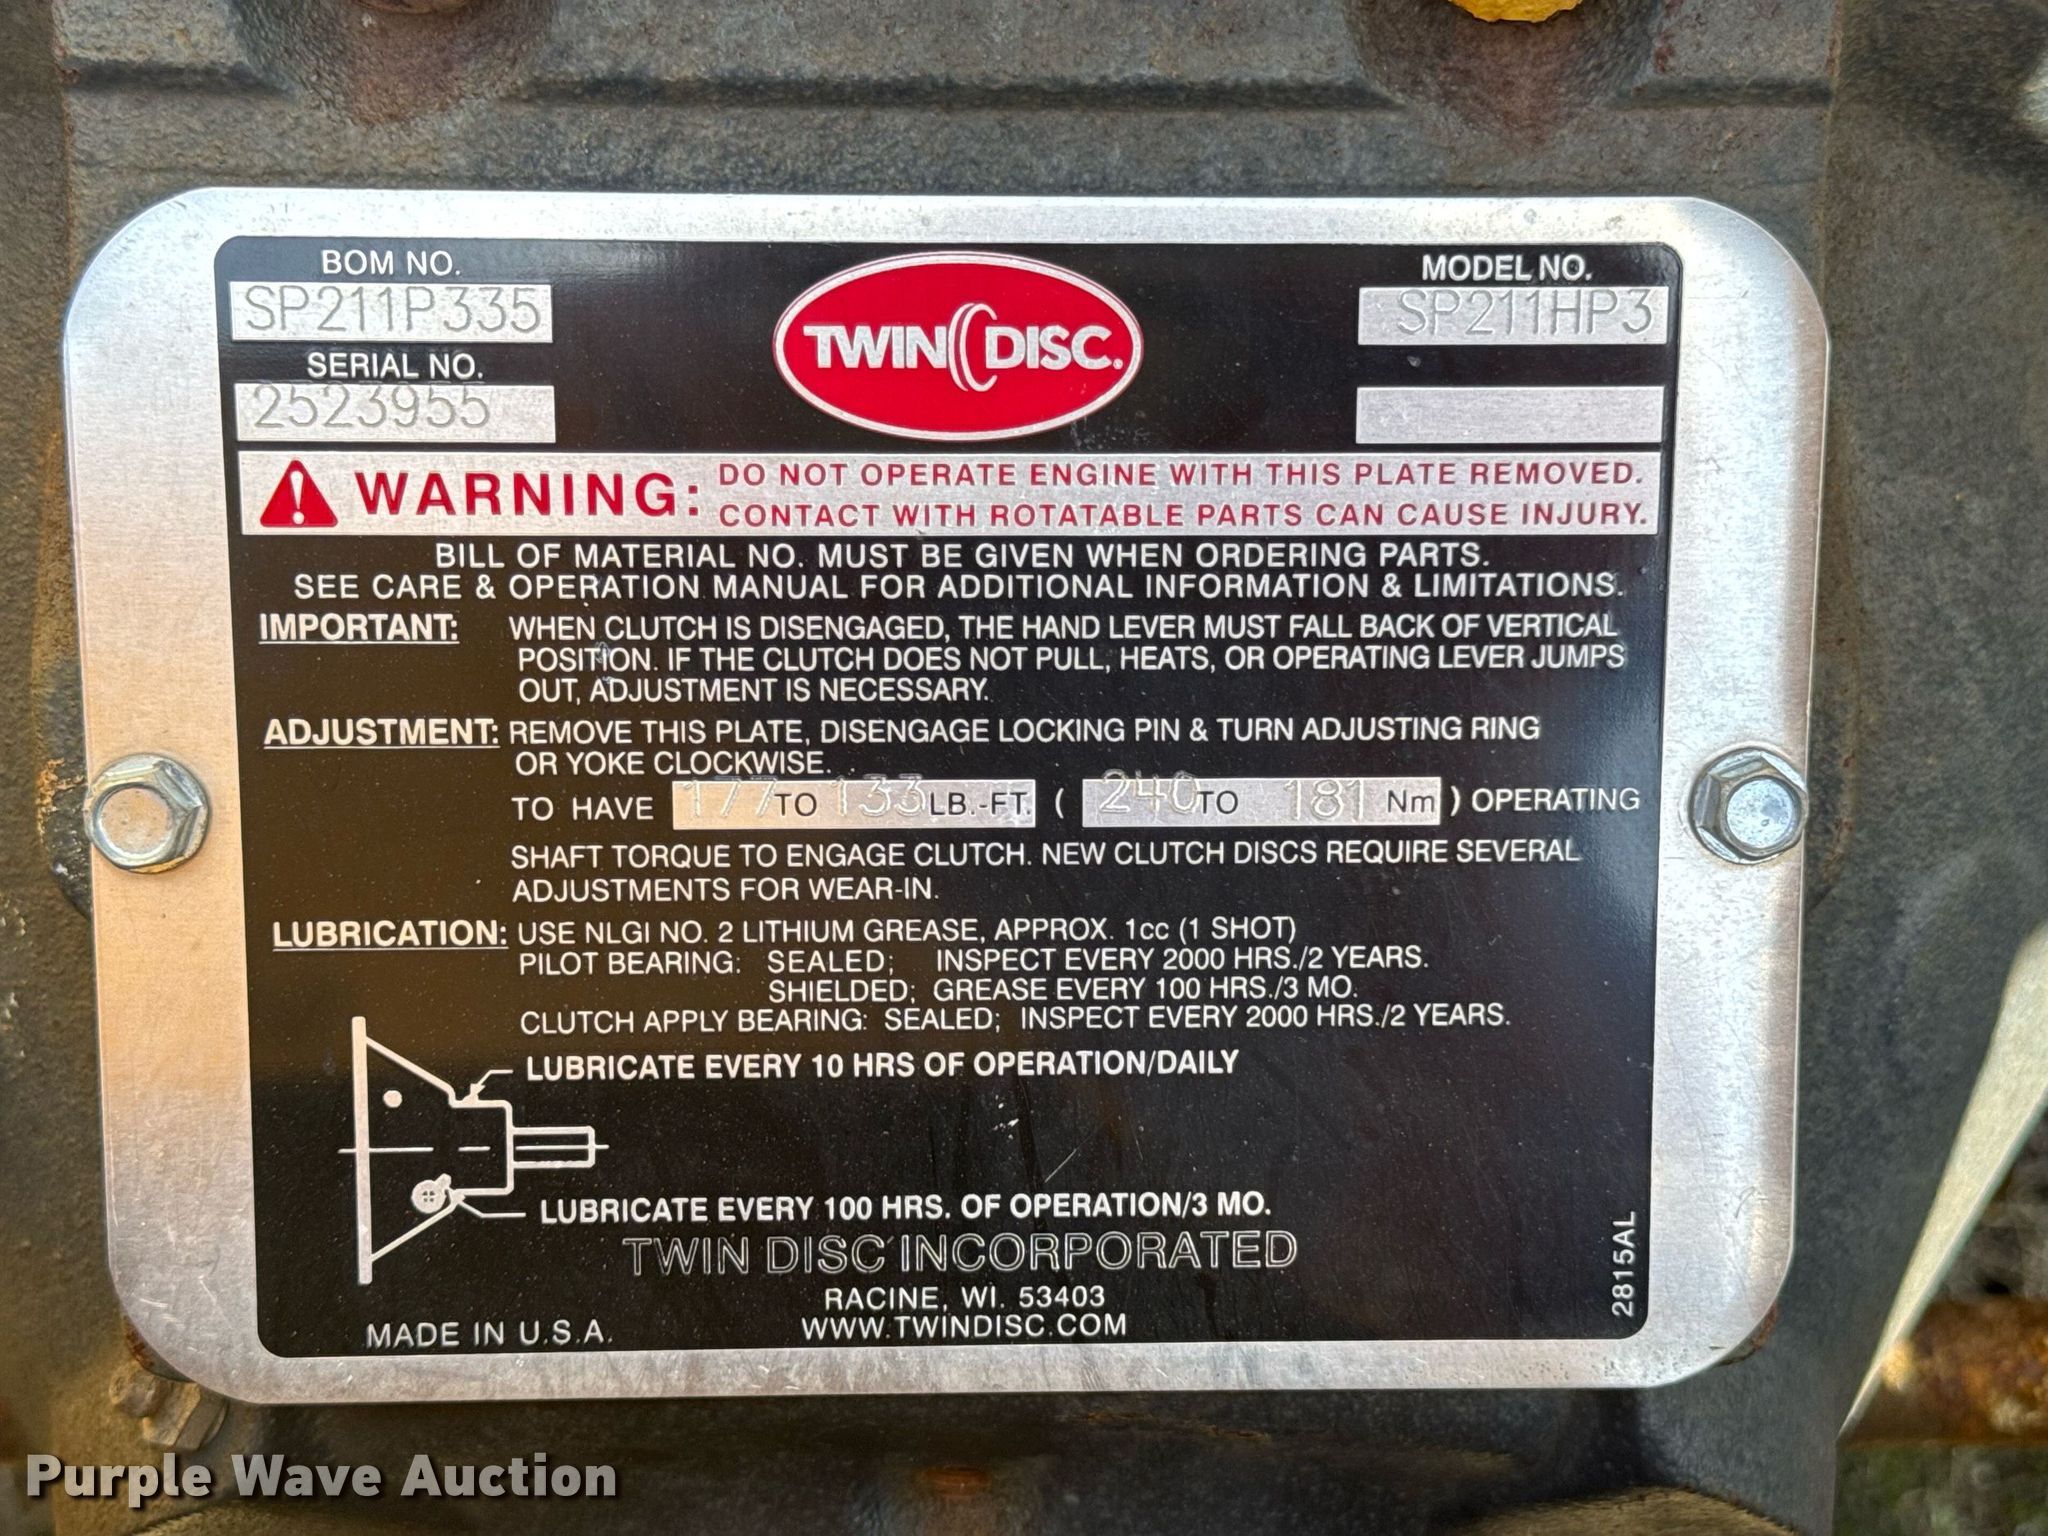 BOM NO.
SP211P335
SERIAL NO.
2523955
TWIN DISC.
MODEL NO.
SP211HP3
WARNING: DO NOT OPERATE ENGINE WITH THIS PLATE REMOVED.
CONTACT WITH ROTATABLE PARTS CAN CAUSE INJURY.
BILL OF MATERIAL NO. MUST BE GIVEN WHEN ORDERING PARTS.
SEE CARE & OPERATION MANUAL FOR ADDITIONAL INFORMATION & LIMITATIONS.
IMPORTANT: WHEN CLUTCH IS DISENGAGED, THE HAND LEVER MUST FALL BACK OF VERTICAL
POSITION. IF THE CLUTCH DOES NOT PULL, HEATS, OR OPERATING LEVER JUMPS
OUT, ADJUSTMENT IS NECESSARY.
ADJUSTMENT: REMOVE THIS PLATE, DISENGAGE LOCKING PIN & TURN ADJUSTING RING
OR YOKE CLOCKWISE.
TO HAVE 177 TO 133 LB.-FT. ( 240 TO 181 Nm ) OPERATING
SHAFT TORQUE TO ENGAGE CLUTCH. NEW CLUTCH DISCS REQUIRE SEVERAL
ADJUSTMENTS FOR WEAR-IN.
LUBRICATION: USE NLGI NO. 2 LITHIUM GREASE, APPROX. 1cc (1 SHOT)
PILOT BEARING: SEALED; INSPECT EVERY 2000 HRS./2 YEARS.
SHIELDED; GREASE EVERY 100 HRS./3 MO.
CLUTCH APPLY BEARING: SEALED; INSPECT EVERY 2000 HRS./2 YEARS.
LUBRICATE EVERY 10 HRS OF OPERATION/DAILY
LUBRICATE EVERY 100 HRS. OF OPERATION/3 MO.
TWIN DISC INCORPORATED
RACINE, WI. 53403
WWW.TWINDISC.COM
MADE IN U.S.A.
2815AL
Purple Wave Auction